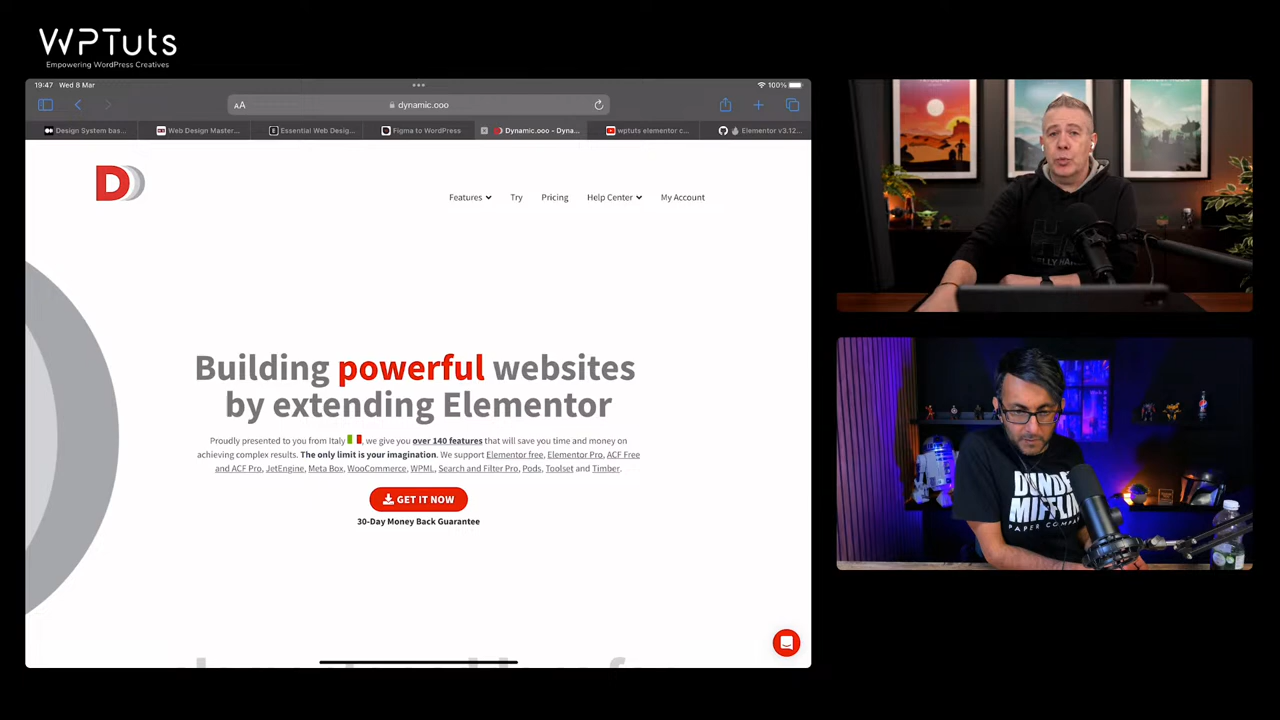 WPTuts
Empowering WordPress Creatives
19:47 Wed 8 Mar
100%
AA
dynamic.ooo
Design System bas...
Web Design Master...
Essential Web Desig...
Figma to WordPress
Dynamic.ooo - Dyna...
wptuts elementor c...
Elementor v3.12...
D
Features
Try
Pricing
Help Center
My Account
Building powerful websites
by extending Elementor
Proudly presented to you from Italy, we give you over 140 features that will save you time and money on
achieving complex results. The only limit is your imagination. We support Elementor free, Elementor Pro, ACF Free
and ACF Pro, JetEngine, Meta Box, WooCommerce, WPML, Search and Filter Pro, Pods, Toolset and Timber.
GET IT NOW
30-Day Money Back Guarantee
DUNDER
MIFFLIN
PAPER COMPA